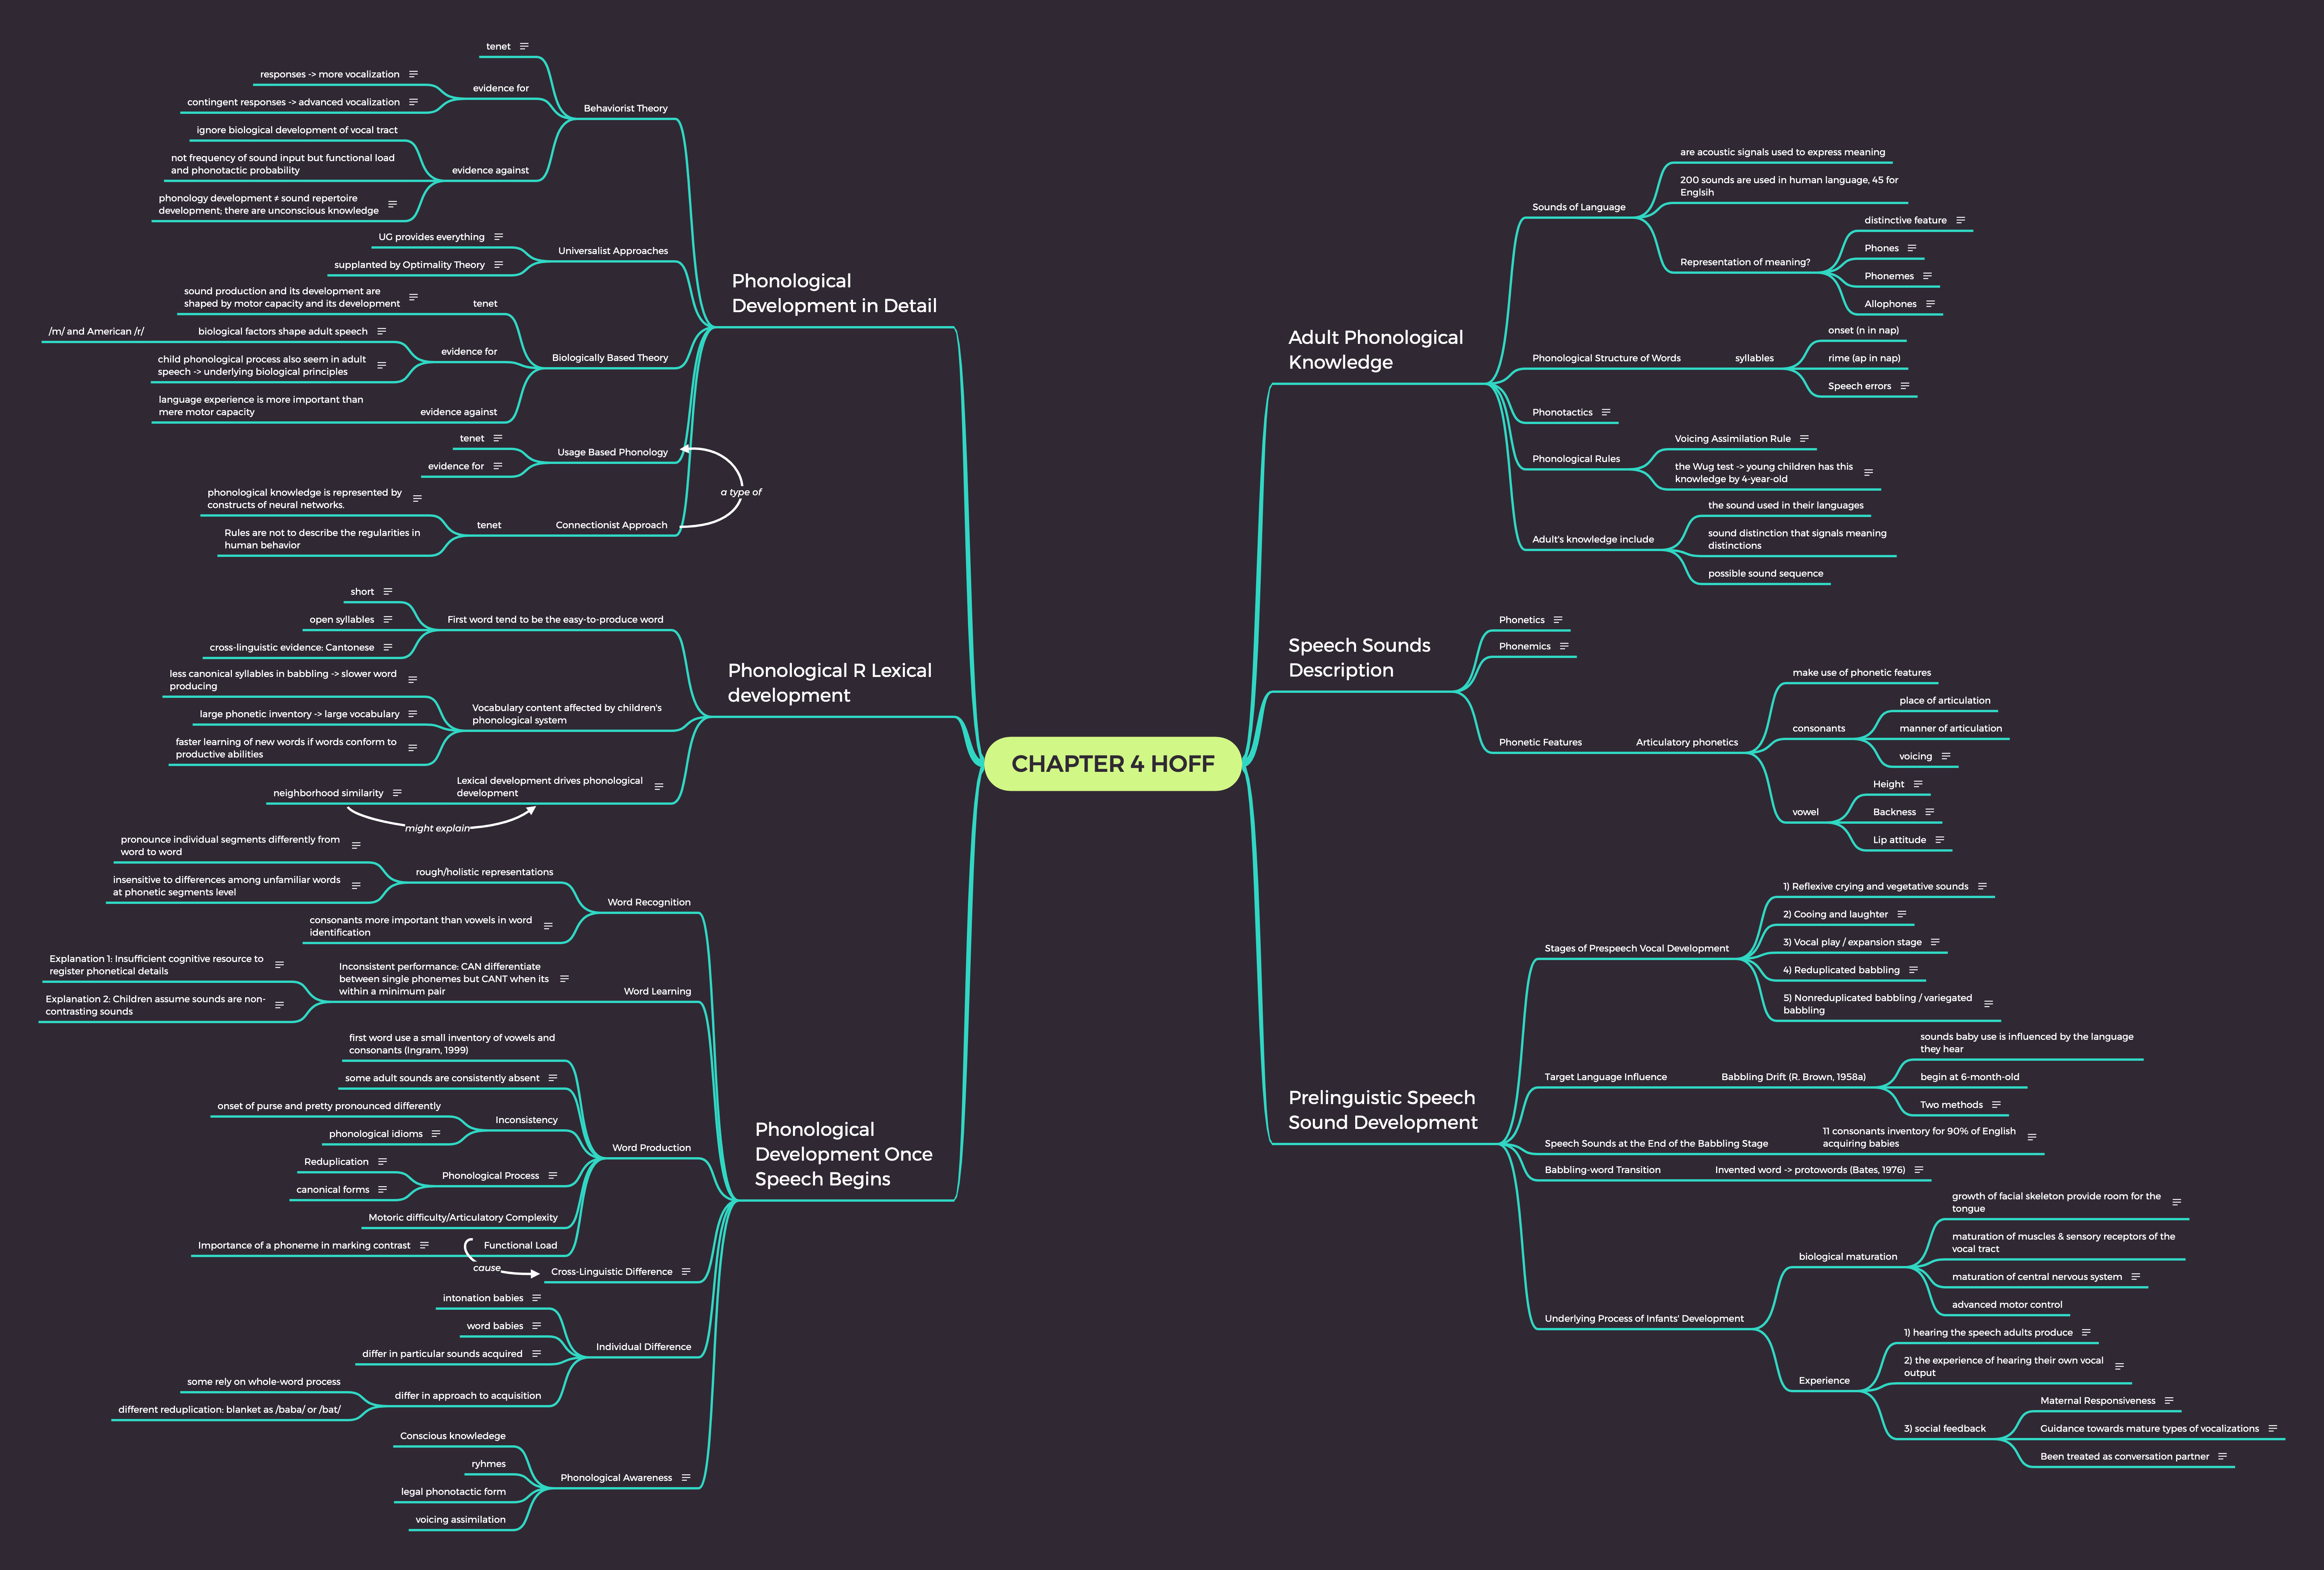 CHAPTER 4 HOFF
Adult Phonological
Knowledge
Sounds of Language
are acoustic signals used to express meaning
200 sounds are used in human language, 45 for
Englsih
Representation of meaning?
distinctive feature
Phones
Phonemes
Allophones
Phonological Structure of Words
syllables
onset (n in nap)
rime (ap in nap)
Speech errors
Phonotactics
Phonological Rules
Voicing Assimilation Rule
the Wug test -> young children has this
knowledge by 4-year-old
Adult's knowledge include
the sound used in their languages
sound distinction that signals meaning
distinctions
possible sound sequence
Speech Sounds
Description
Phonetics
Phonemics
Phonetic Features
Articulatory phonetics
make use of phonetic features
consonants
place of articulation
manner of articulation
voicing
vowel
Height
Backness
Lip attitude
Prelinguistic Speech
Sound Development
Stages of Prespeech Vocal Development
1) Reflexive crying and vegetative sounds
2) Cooing and laughter
3) Vocal play / expansion stage
4) Reduplicated babbling
5) Nonreduplicated babbling / variegated
babbling
Target Language Influence
Babbling Drift (R. Brown, 1958a)
sounds baby use is influenced by the language
they hear
begin at 6-month-old
Two methods
Speech Sounds at the End of the Babbling Stage
11 consonants inventory for 90% of English
acquiring babies
Babbling-word Transition
Invented word -> protowords (Bates, 1976)
Underlying Process of Infants' Development
biological maturation
growth of facial skeleton provide room for the
tongue
maturation of muscles & sensory receptors of the
vocal tract
maturation of central nervous system
advanced motor control
Experience
1) hearing the speech adults produce
2) the experience of hearing their own vocal
output
3) social feedback
Maternal Responsiveness
Guidance towards mature types of vocalizations
Been treated as conversation partner
Phonological
Development in Detail
Behaviorist Theory
tenet
evidence for
responses -> more vocalization
contingent responses -> advanced vocalization
evidence against
ignore biological development of vocal tract
not frequency of sound input but functional load
and phonotactic probability
phonology development ≠ sound repertoire
development; there are unconscious knowledge
Universalist Approaches
UG provides everything
supplanted by Optimality Theory
Biologically Based Theory
tenet
sound production and its development are
shaped by motor capacity and its development
evidence for
biological factors shape adult speech
/m/ and American /r/
child phonological process also seem in adult
speech -> underlying biological principles
evidence against
language experience is more important than
mere motor capacity
Usage Based Phonology
tenet
evidence for
a type of
Connectionist Approach
tenet
phonological knowledge is represented by
constructs of neural networks.
Rules are not to describe the regularities in
human behavior
Phonological R Lexical
development
First word tend to be the easy-to-produce word
short
open syllables
cross-linguistic evidence: Cantonese
Vocabulary content affected by children's
phonological system
less canonical syllables in babbling -> slower word
producing
large phonetic inventory -> large vocabulary
faster learning of new words if words conform to
productive abilities
Lexical development drives phonological
development
neighborhood similarity
might explain
Phonological
Development Once
Speech Begins
Word Recognition
rough/holistic representations
pronounce individual segments differently from
word to word
insensitive to differences among unfamiliar words
at phonetic segments level
consonants more important than vowels in word
identification
Word Learning
Inconsistent performance: CAN differentiate
between single phonemes but CANT when its
within a minimum pair
Explanation 1: Insufficient cognitive resource to
register phonetical details
Explanation 2: Children assume sounds are non-
contrasting sounds
Word Production
first word use a small inventory of vowels and
consonants (Ingram, 1999)
some adult sounds are consistently absent
Inconsistency
onset of purse and pretty pronounced differently
phonological idioms
Phonological Process
Reduplication
canonical forms
Motoric difficulty/Articulatory Complexity
Functional Load
Importance of a phoneme in marking contrast
cause
Cross-Linguistic Difference
Individual Difference
intonation babies
word babies
differ in particular sounds acquired
differ in approach to acquisition
some rely on whole-word process
different reduplication: blanket as /baba/ or /bat/
Phonological Awareness
Conscious knowledege
ryhmes
legal phonotactic form
voicing assimilation